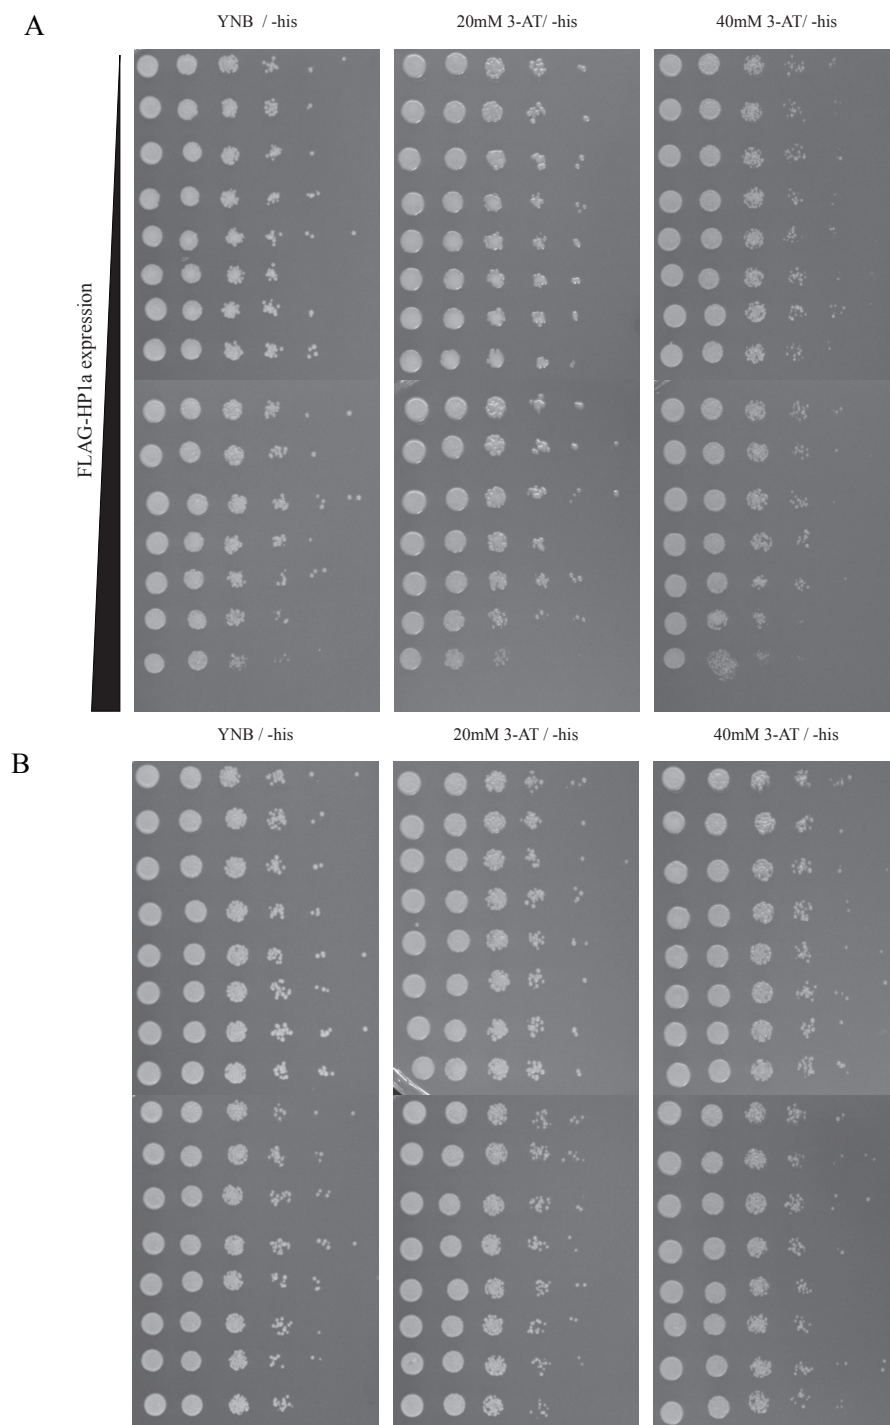 A
YNB / -his
20mM 3-AT/ -his
40mM 3-AT/ -his
FLAG-HP1a expression
B
YNB / -his
20mM 3-AT / -his
40mM 3-AT / -his